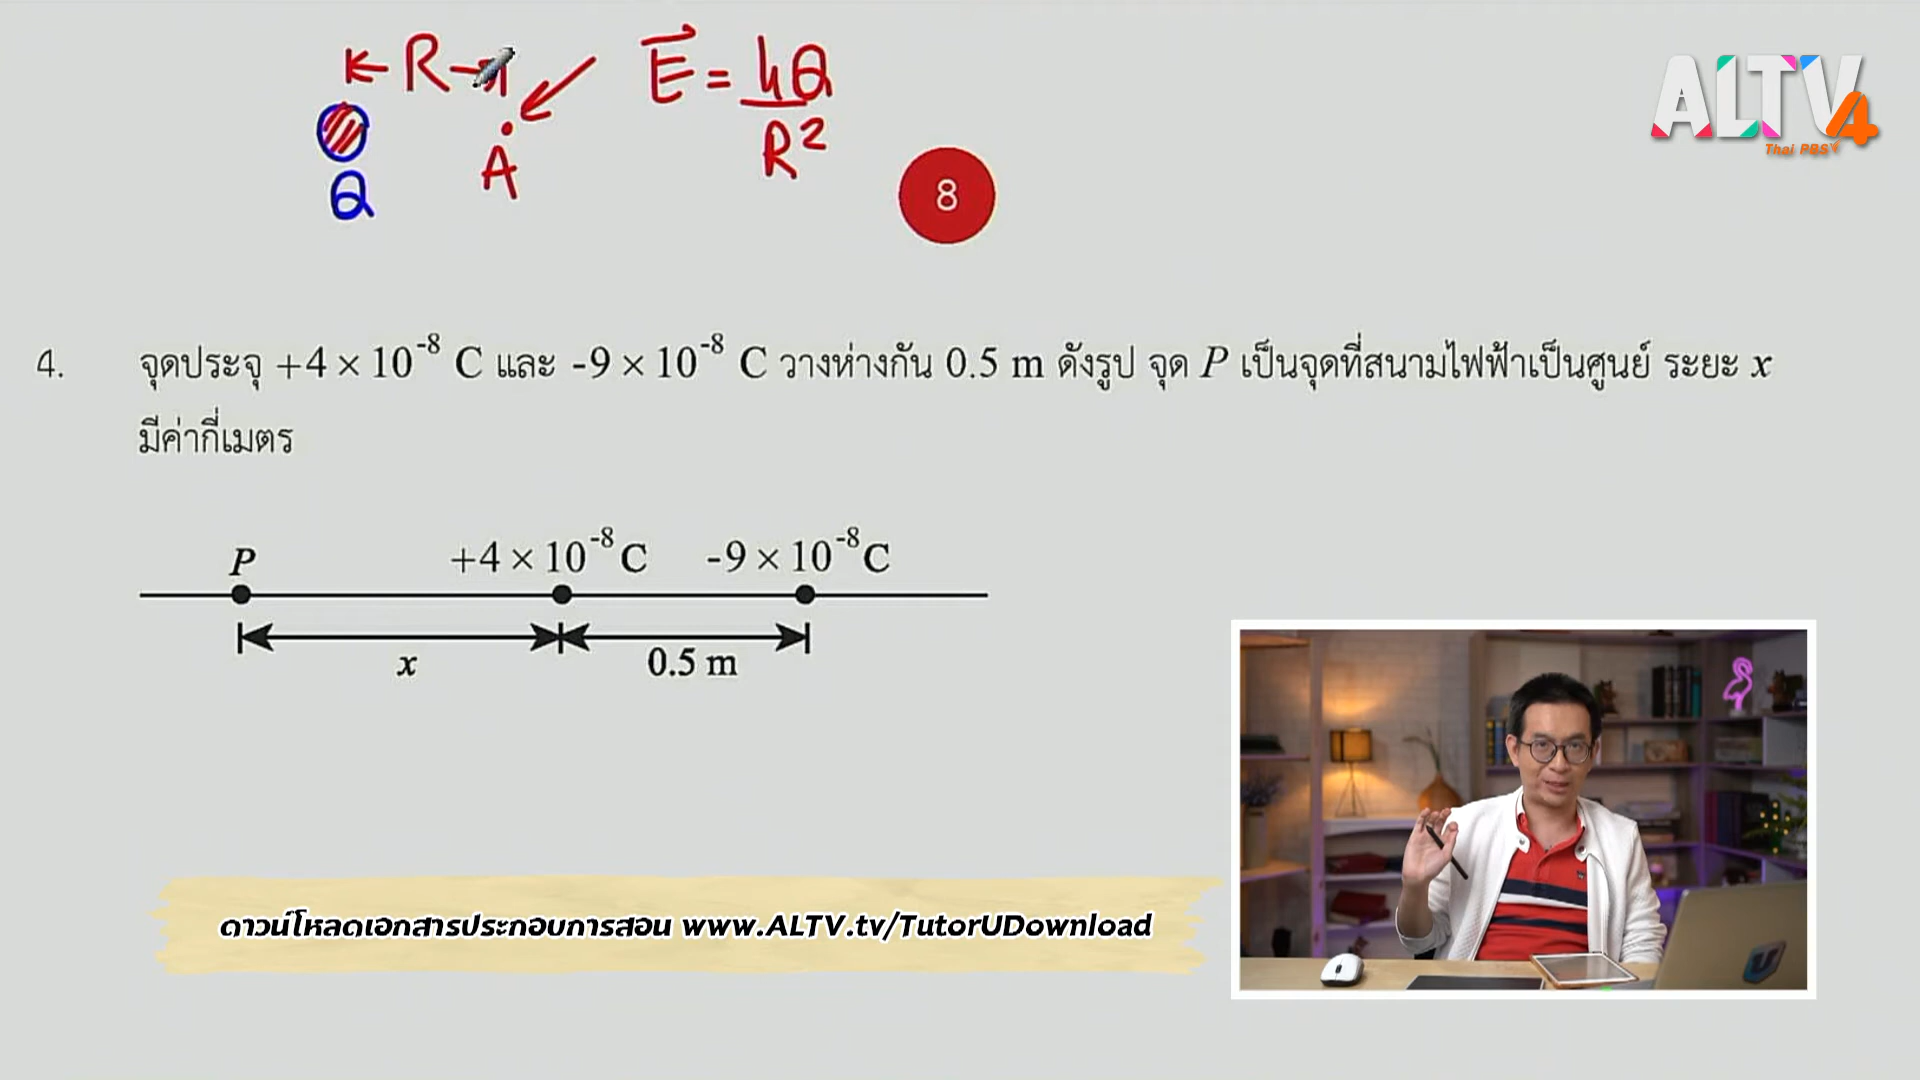 R
E = kQ
R²
Q
A
ALTV4
Thai PBS
8
4. จุดประจุ +4 × 10⁻⁸ C และ -9 × 10⁻⁸ C วางห่างกัน 0.5 m ดังรูป จุด P เป็นจุดที่สนามไฟฟ้าเป็นศูนย์ ระยะ x
มีค่ากี่เมตร
P +4 × 10⁻⁸ C -9 × 10⁻⁸ C
x 0.5 m
ดาวน์โหลดเอกสารประกอบการสอน www.ALTV.tv/TutorUDownload
U